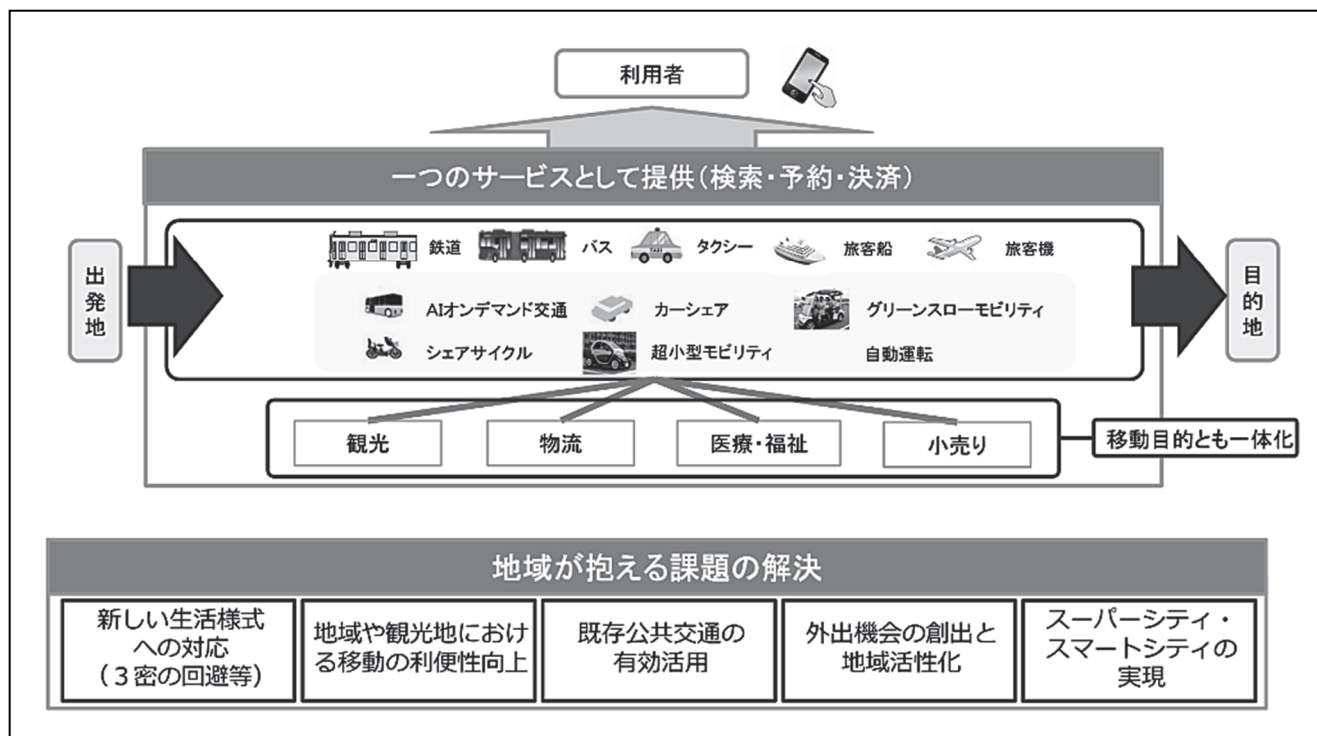 利用者
一つのサービスとして提供（検索・予約・決済）
出発地
鉄道
バス
TAXI
タクシー
旅客船
旅客機
AIオンデマンド交通
カーシェア
グリーンスローモビリティ
シェアサイクル
超小型モビリティ
自動運転
目的地
観光
物流
医療・福祉
小売り
移動目的とも一体化
地域が抱える課題の解決
新しい生活様式
への対応
（３密の回避等）
地域や観光地におけ
る移動の利便性向上
既存公共交通の
有効活用
外出機会の創出と
地域活性化
スーパーシティ・
スマートシティの
実現